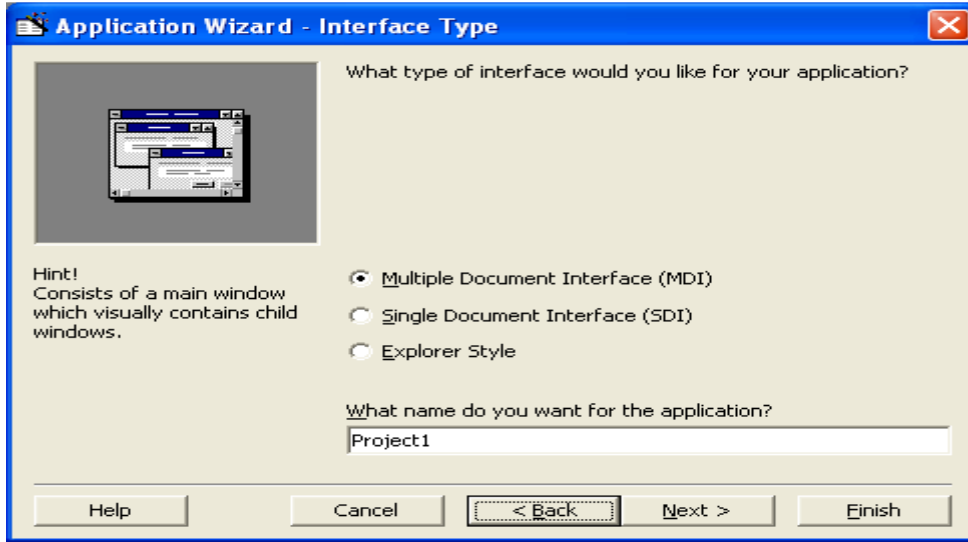 Application Wizard - Interface Type
What type of interface would you like for your application?
Hint!
Consists of a main window
which visually contains child
windows.
Multiple Document Interface (MDI)
Single Document Interface (SDI)
Explorer Style
What name do you want for the application?
Project1
Help
Cancel
< Back
Next >
Finish